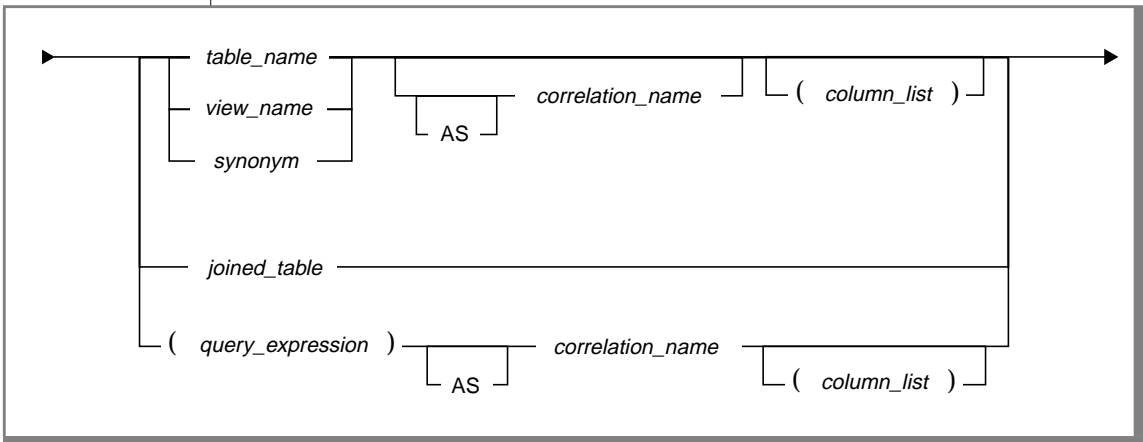 table_name
view_name
synonym
AS
correlation_name
( column_list )
joined_table
( query_expression )
AS
correlation_name
( column_list )